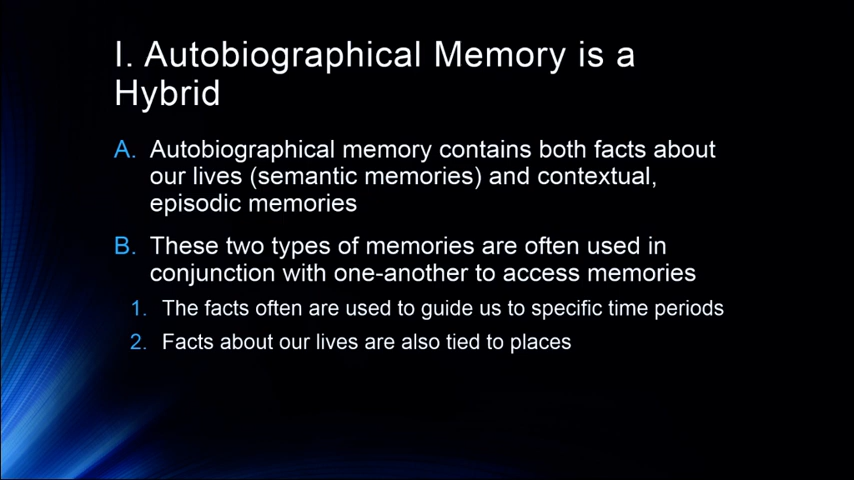 I. Autobiographical Memory is a
Hybrid
A. Autobiographical memory contains both facts about
our lives (semantic memories) and contextual,
episodic memories
B. These two types of memories are often used in
conjunction with one-another to access memories
1. The facts often are used to guide us to specific time periods
2. Facts about our lives are also tied to places